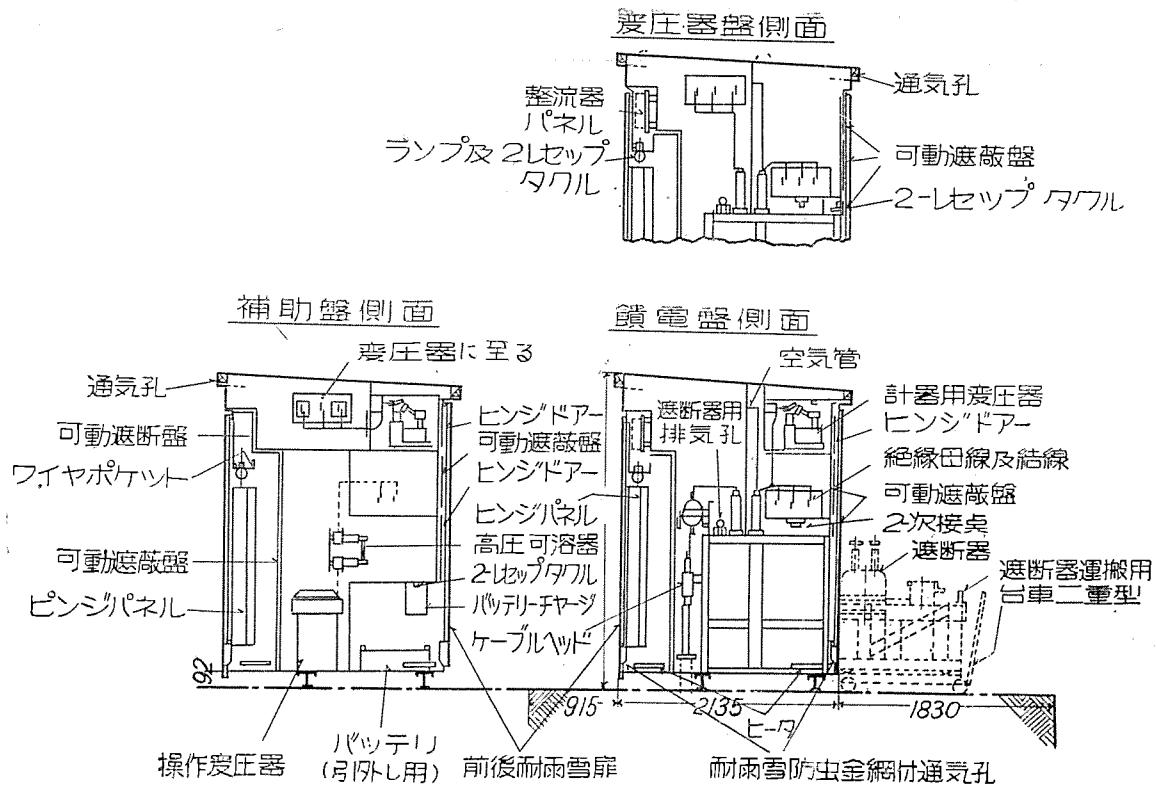 変圧器盤側面
整流器
パネル
ランプ及 2レセップ
タクル
通気孔
可動遮蔽盤
2-レセップ タクル
補助盤側面
変圧器に至る
通気孔
可動遮断盤
ワイヤポケット
可動遮蔽盤
ピンジパネル
92
操作変圧器
バッテリ
(引外し用)
前後耐雨雪扉
ヒンジドアー
可動遮蔽盤
ヒンジドアー
ヒンジパネル
高圧可溶器
2-レセップタクル
バッテリーチヤージ
ケーブルヘッド
饋電盤側面
空気管
遮断器用
排気孔
計器用変圧器
ヒンジドアー
絶縁母線及結線
可動遮蔽盤
2-次接点
遮断器
遮断器運搬用
台車二重型
915
2135
1830
ヒータ
耐雨雪防虫金網付通気孔